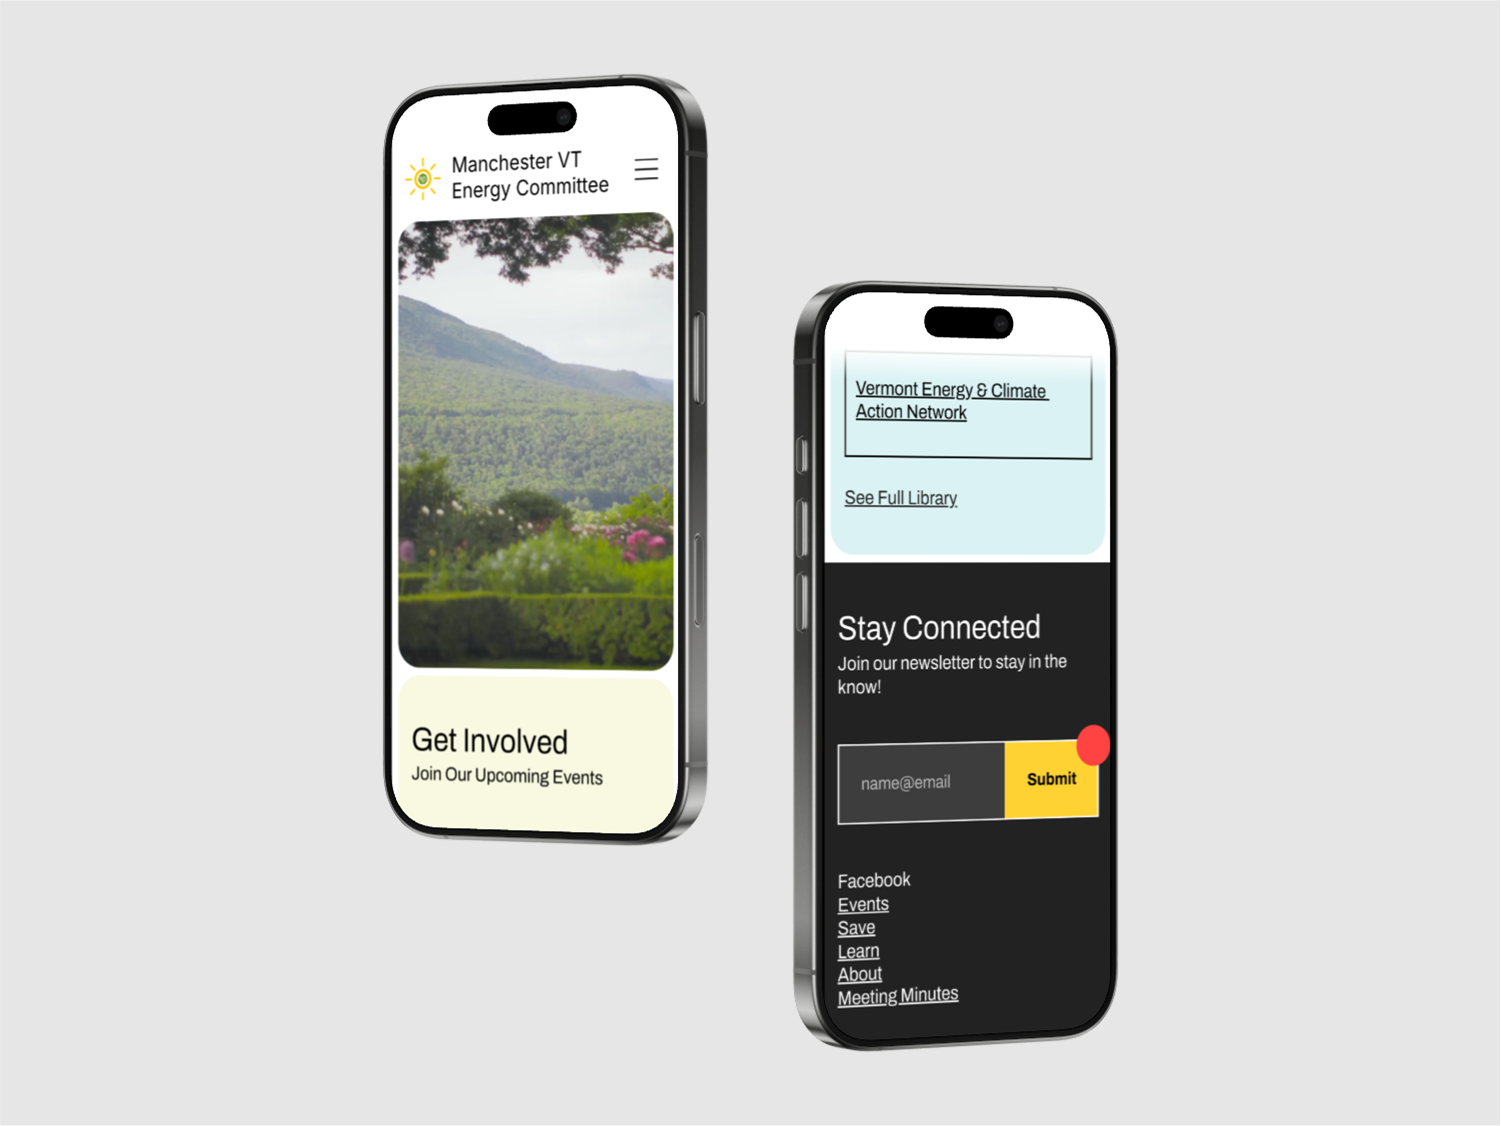 Manchester VT
Energy Committee
Get Involved
Join Our Upcoming Events
Vermont Energy & Climate
Action Network
See Full Library
Stay Connected
Join our newsletter to stay in the
know!
name@email
Submit
Facebook
Events
Save
Learn
About
Meeting Minutes